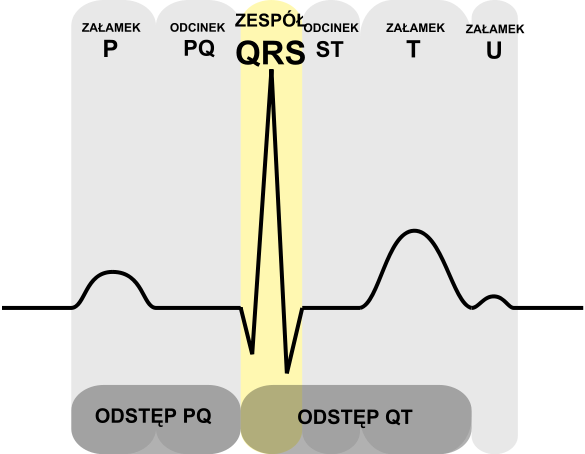 ZAŁAMEK
P
ODCINEK
PQ
ZESPÓŁ
QRS
ODCINEK
ST
ZAŁAMEK
T
ZAŁAMEK
U
ODSTĘP PQ
ODSTĘP QT